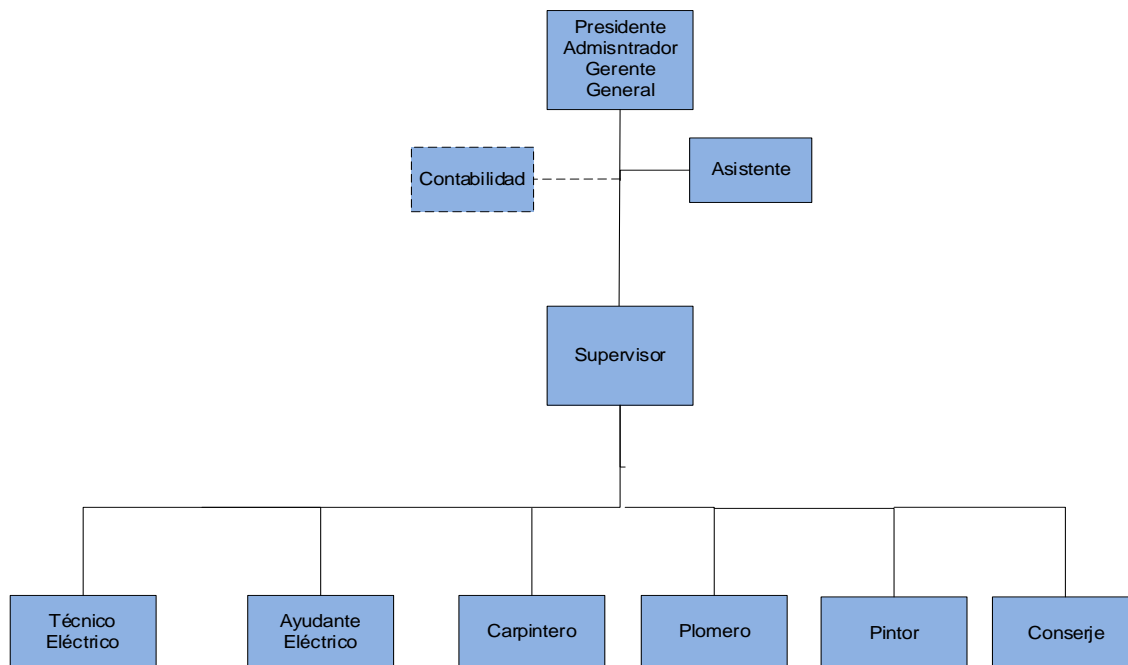 Presidente
Admisntrador
Gerente
General
Contabilidad
Asistente
Supervisor
Técnico
Eléctrico
Ayudante
Eléctrico
Carpintero
Plomero
Pintor
Conserje